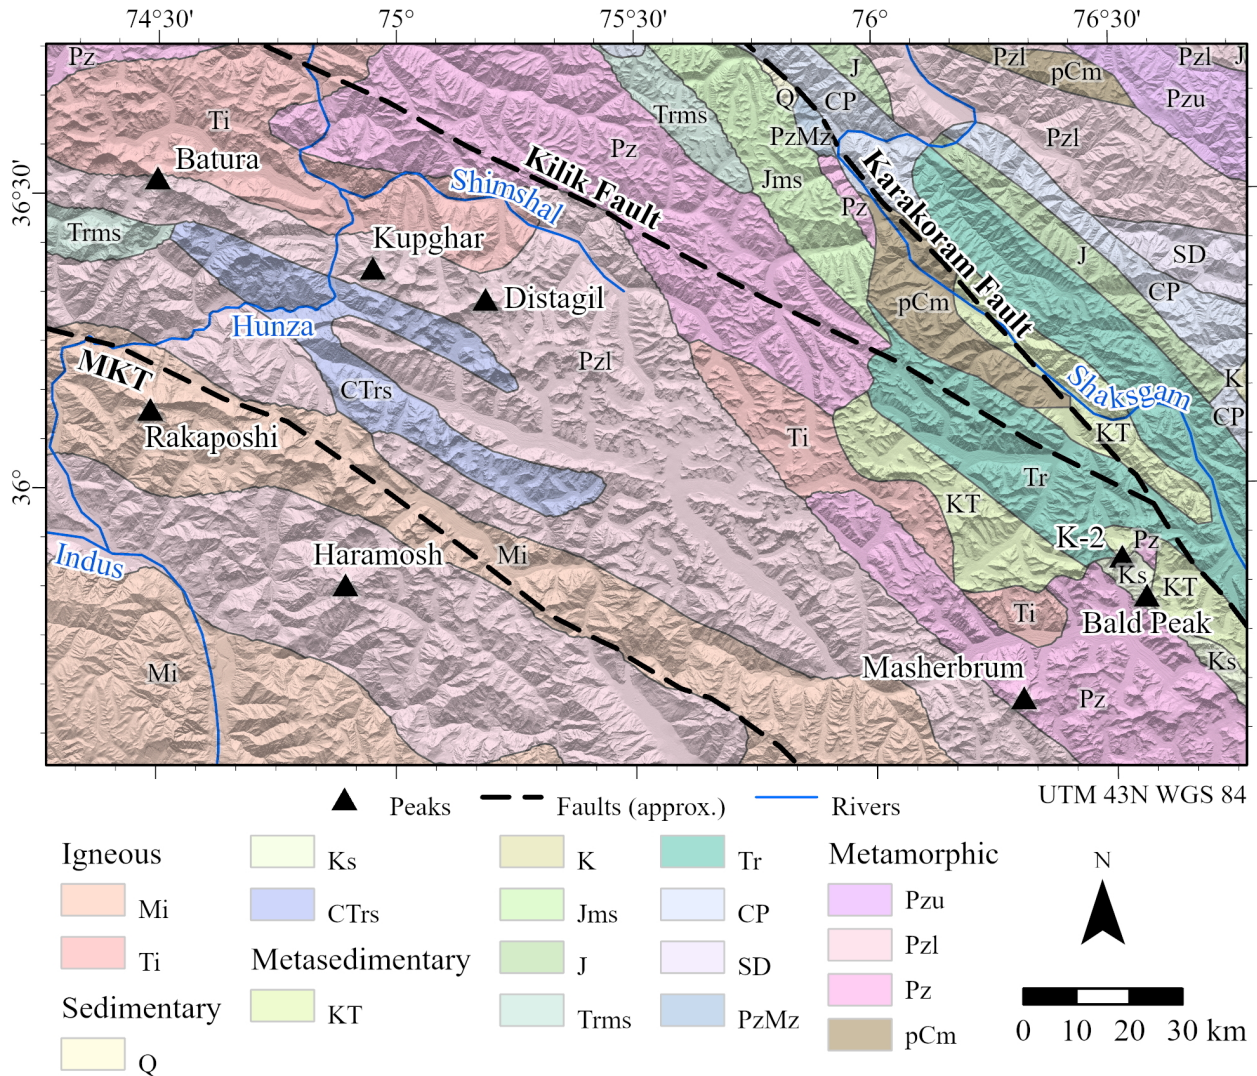 74°30' 75° 75°30' 76° 76°30'
Pz Pzl pCm Pzl J
J
Q CP Pzu
Ti Trms
Batura Pz PzMz Pzl
36°30'
Shimshal Kilik Fault Jms Karakoram Fault
Pz
Trms Kupghar J SD
CP
Distagil pCm
Hunza
MKT Pzl
CTrs Shaksgam K
CP
Rakaposhi Ti KT
36°
Tr
KT
K-2 Pz
Haramosh Mi
Indus Ks KT
Ti
Bald Peak
Masherbrum Ks
Mi Pz
UTM 43N WGS 84
Peaks Faults (approx.) Rivers
Igneous
Mi
Ti
Sedimentary
Q
Ks
CTrs
Metasedimentary
KT
K
Jms
J
Trms
Tr
CP
SD
PzMz
Metamorphic
Pzu
Pzl
Pz
pCm
N
0 10 20 30 km